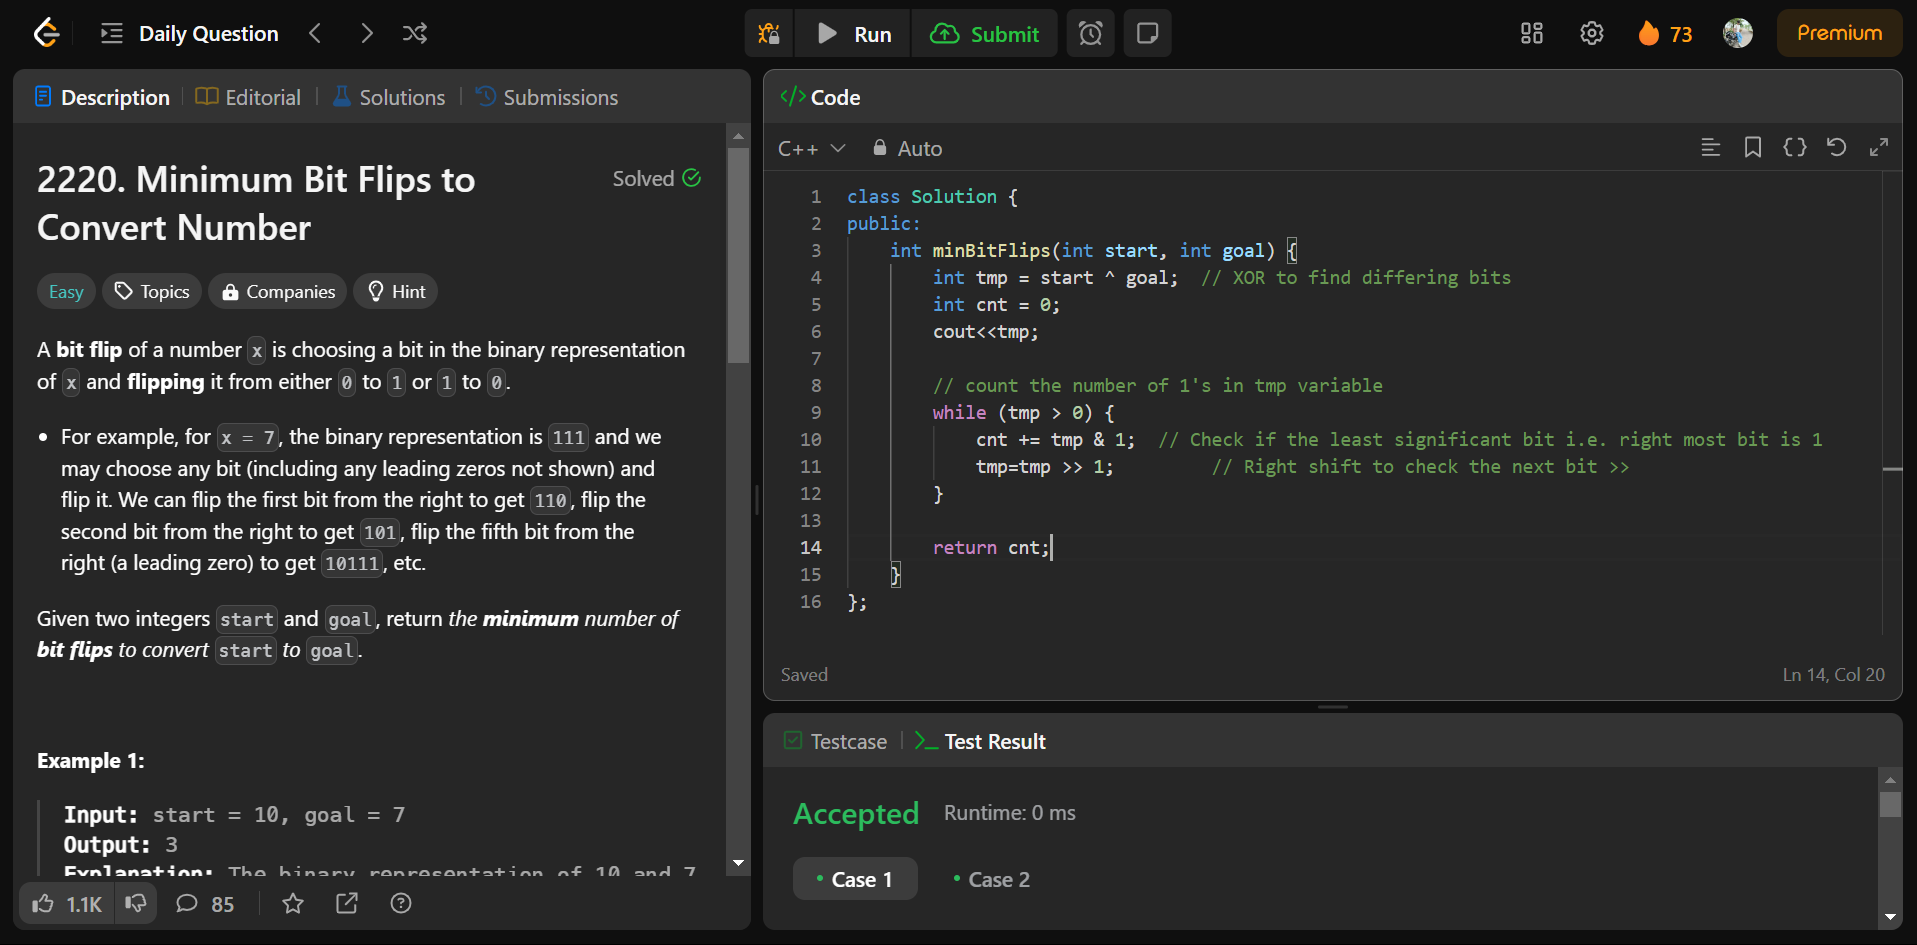 Daily Question
Run
Submit
73
Premium
Description
Editorial
Solutions
Submissions
2220. Minimum Bit Flips to
Convert Number
Solved
Easy
Topics
Companies
Hint
A bit flip of a number x is choosing a bit in the binary representation
of x and flipping it from either 0 to 1 or 1 to 0.
• For example, for x = 7, the binary representation is 111 and we
may choose any bit (including any leading zeros not shown) and
flip it. We can flip the first bit from the right to get 110, flip the
second bit from the right to get 101, flip the fifth bit from the
right (a leading zero) to get 10111, etc.
Given two integers start and goal, return the minimum number of
bit flips to convert start to goal.
Example 1:
Input: start = 10, goal = 7
Output: 3
Explanation: The binary representation of 10 and 7
1.1K
85
</> Code
C++
Auto
1 class Solution {
2 public:
3 int minBitFlips(int start, int goal) {
4 int tmp = start ^ goal; // XOR to find differing bits
5 int cnt = 0;
6 cout<<tmp;
7
8 // count the number of 1's in tmp variable
9 while (tmp > 0) {
10 cnt += tmp & 1; // Check if the least significant bit i.e. right most bit is 1
11 tmp=tmp >> 1; // Right shift to check the next bit >>
12 }
13
14 return cnt;
15 }
16 };
Saved
Ln 14, Col 20
Testcase
>_ Test Result
Accepted
Runtime: 0 ms
• Case 1
• Case 2